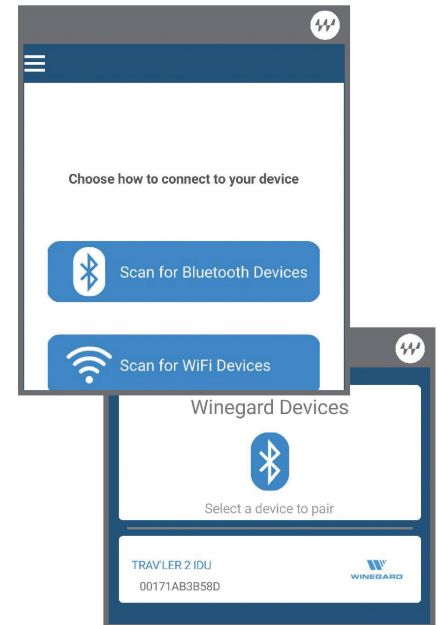 Choose how to connect to your device
Scan for Bluetooth Devices
Scan for WiFi Devices
Winegard Devices
Select a device to pair
TRAV'LER 2 IDU
WINEGARD
00171AB3B58D